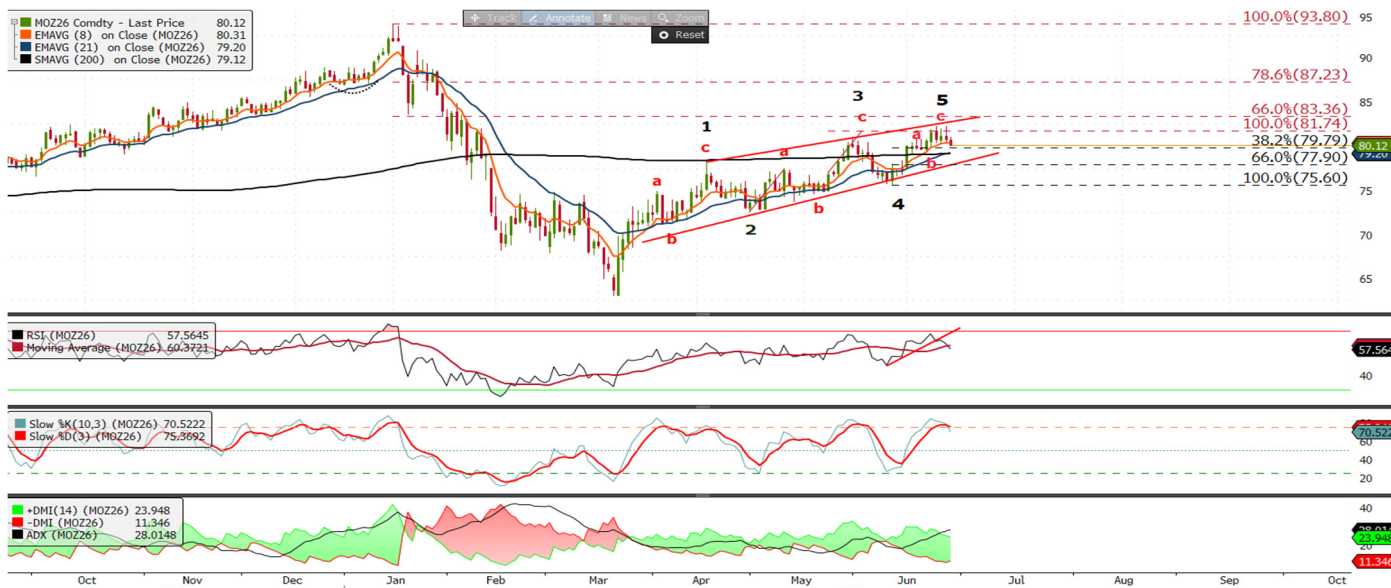 MOZ26 Comdty - Last Price 80.12
EMAVG (8) on Close (MOZ26) 80.31
EMAVG (21) on Close (MOZ26) 79.20
SMAVG (200) on Close (MOZ26) 79.12
Track Annotate News Zoom
Reset
100.0%(93.80)
78.6%(87.23)
66.0%(83.36)
100.0%(81.74)
38.2%(79.79)
66.0%(77.90)
100.0%(75.60)
95
90
85
80.12
79.20
75
70
65
a
b
1
c
2
a
b
3
c
4
a
b
5
c
RSI (MOZ26) 57.5645
Moving Average (MOZ26) 60.3721
57.564
40
Slow %K(10,3) (MOZ26) 70.5222
Slow %D(3) (MOZ26) 75.3692
70.522
60
40
20
+DMI(14) (MOZ26) 23.948
-DMI (MOZ26) 11.346
ADX (MOZ26) 28.0148
40
23.948
20
11.346
Oct Nov Dec Jan Feb Mar Apr May Jun Jul Aug Sep Oct